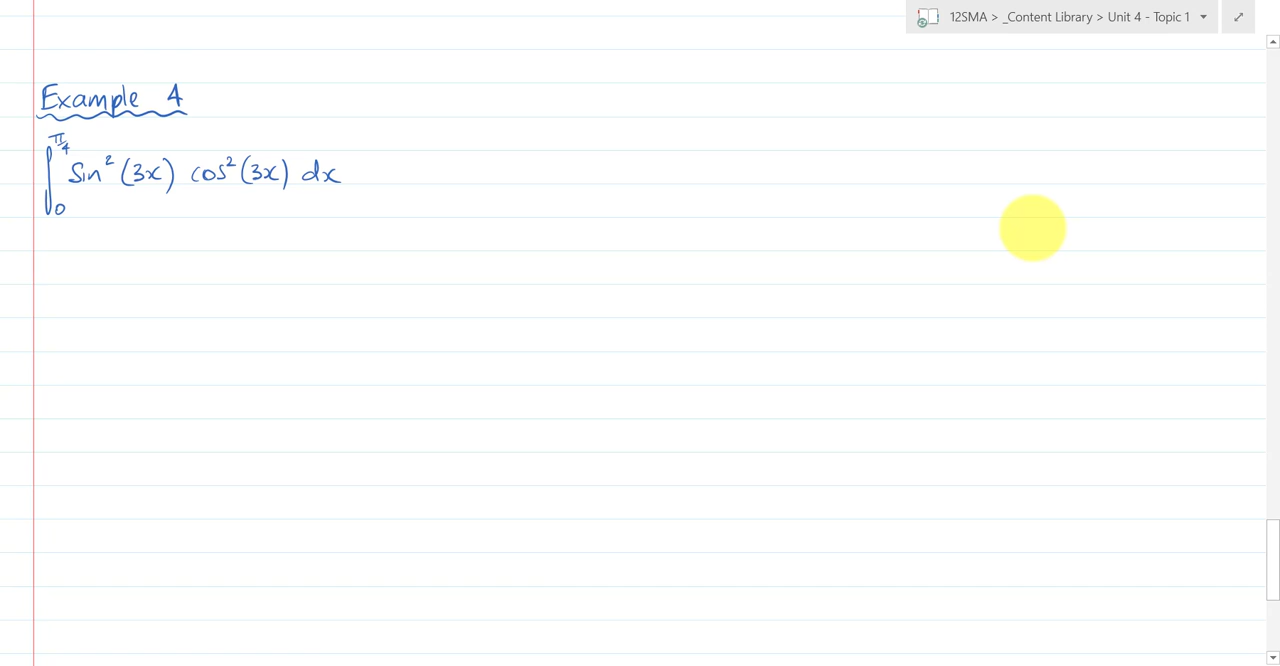 12SMA > _Content Library > Unit 4 - Topic 1
Example 4
∫₀^(π/4) Sin²(3x) cos²(3x) dx